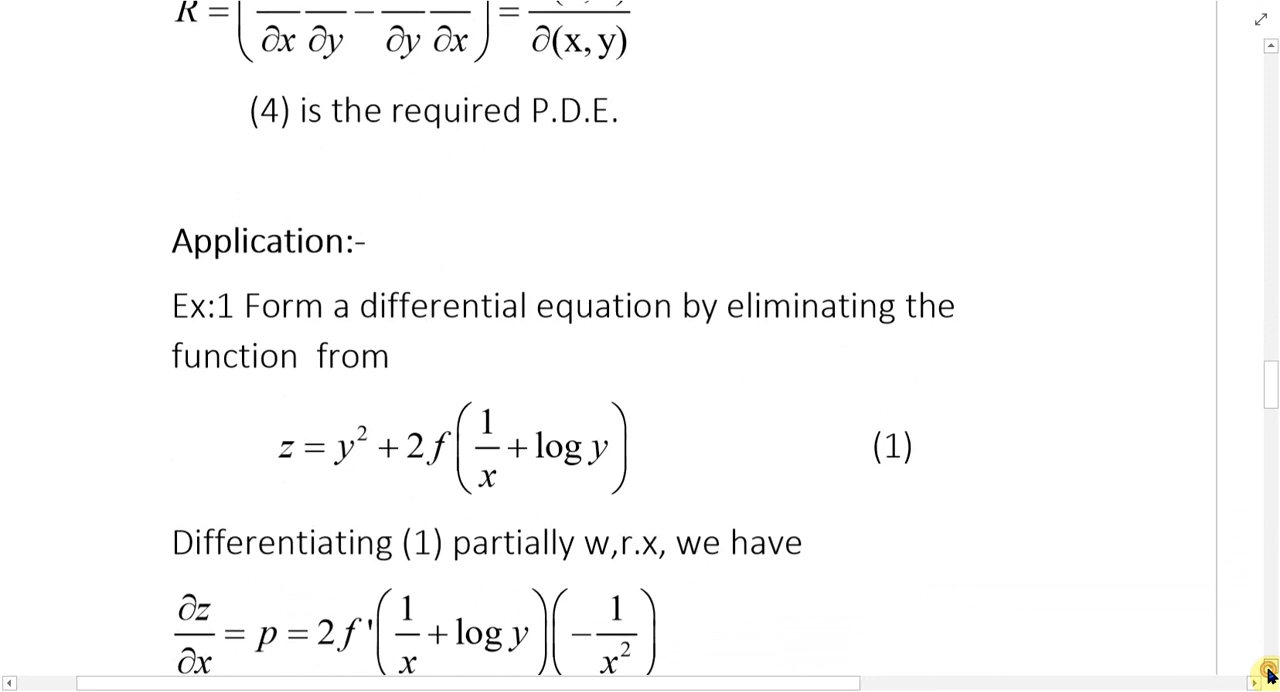 R = ( ∂x ∂y − ∂y ∂x ) = ∂(x, y)
(4) is the required P.D.E.
Application:-
Ex:1 Form a differential equation by eliminating the
function from
z = y² + 2f(1/x + log y) (1)
Differentiating (1) partially w,r.x, we have
∂z/∂x = p = 2f'(1/x + log y)(−1/x²)